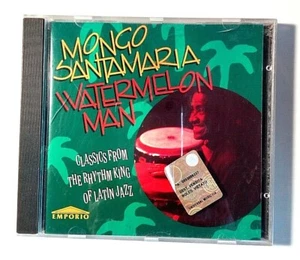 MONGO
SANTAMARIA
WATERMELON
MAN
CLASSICS FROM
THE RHYTHM KING
OF LATIN JAZZ
EMPORIO